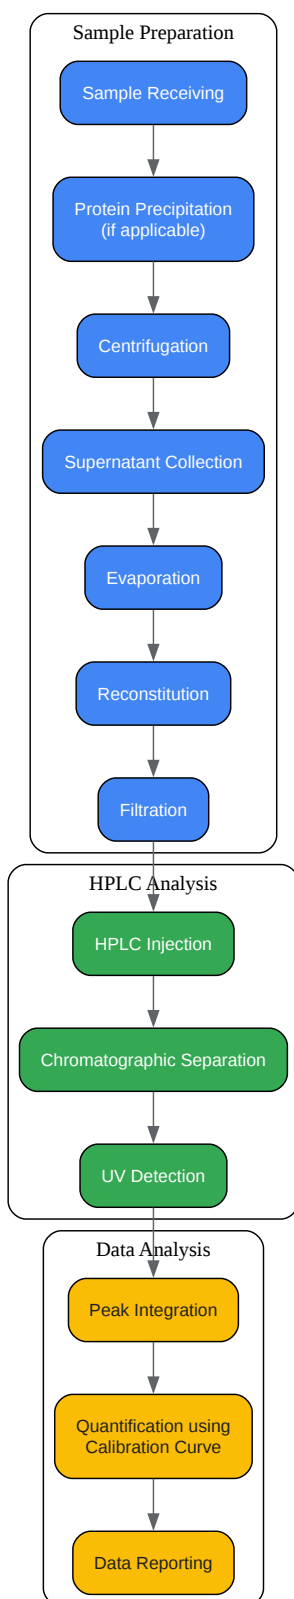 Sample Preparation
Sample Receiving
Protein Precipitation
(if applicable)
Centrifugation
Supernatant Collection
Evaporation
Reconstitution
Filtration
HPLC Analysis
HPLC Injection
Chromatographic Separation
UV Detection
Data Analysis
Peak Integration
Quantification using
Calibration Curve
Data Reporting